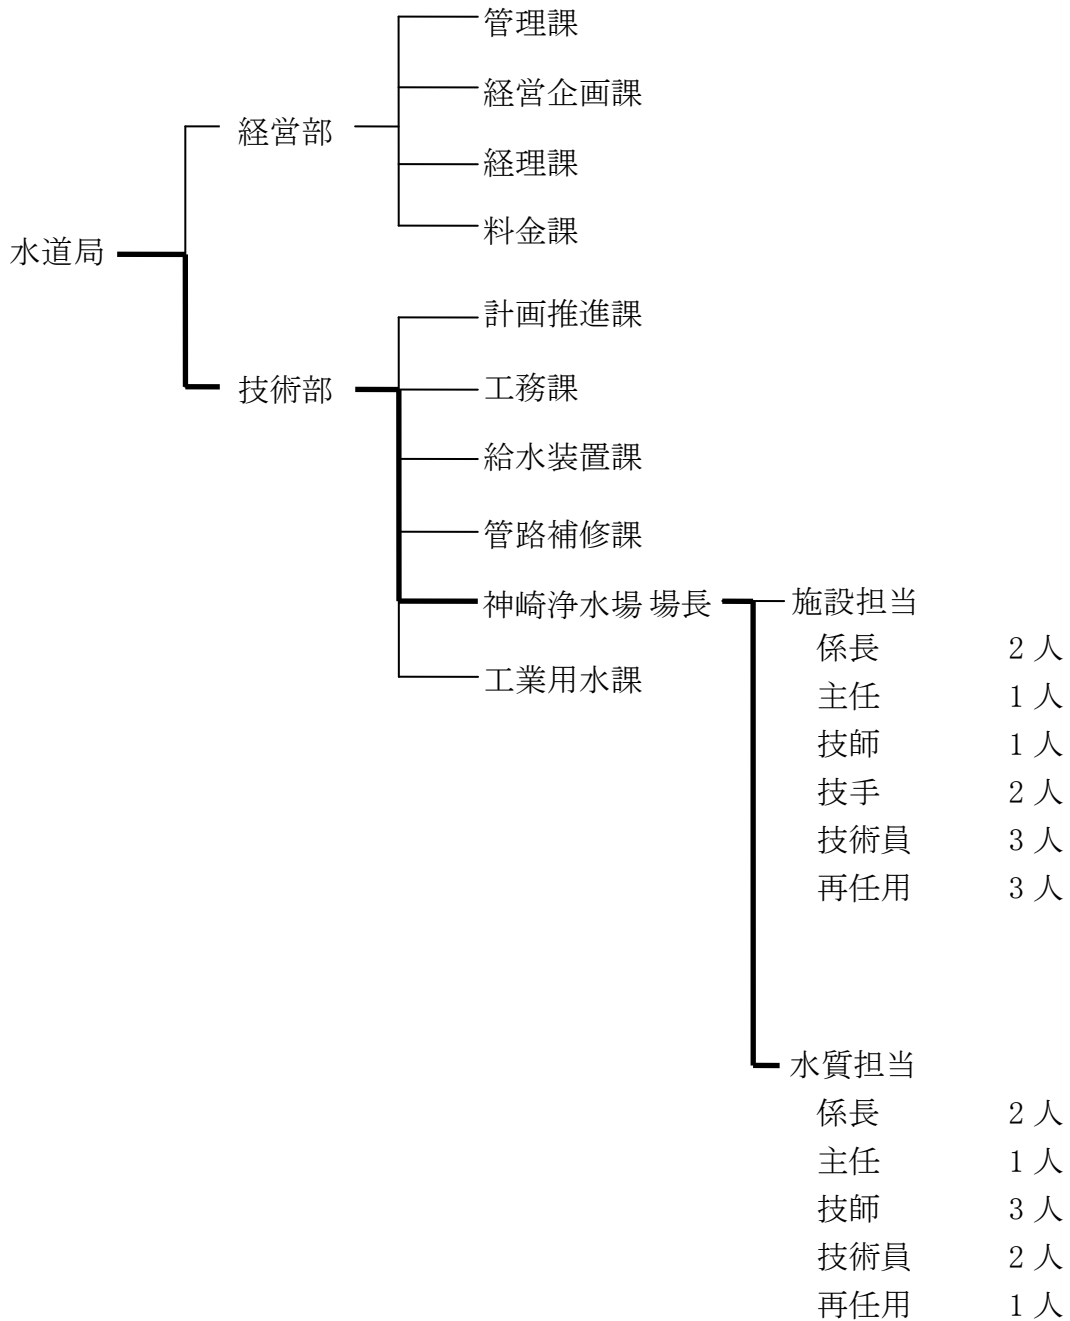 水道局
経営部
管理課
経営企画課
経理課
料金課
技術部
計画推進課
工務課
給水装置課
管路補修課
神崎浄水場 場長
工業用水課
施設担当
係長 2 人
主任 1 人
技師 1 人
技手 2 人
技術員 3 人
再任用 3 人
水質担当
係長 2 人
主任 1 人
技師 3 人
技術員 2 人
再任用 1 人